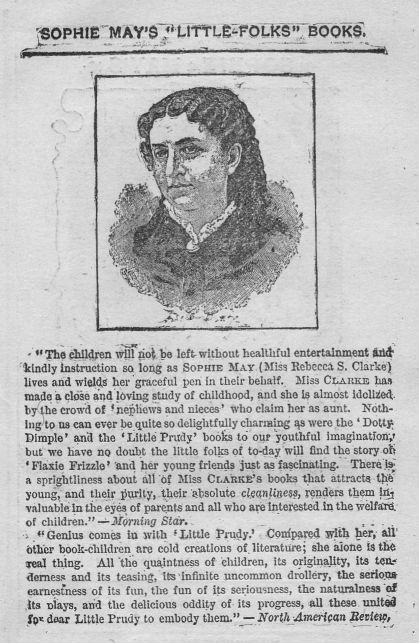 SOPHIE MAY'S "LITTLE-FOLKS" BOOKS.
"The children will not be left without healthful entertainment and
kindly instruction so long as SOPHIE MAY (Miss Rebecca S. Clarke)
lives and wields her graceful pen in their behalf. Miss CLARKE has
made a close and loving study of childhood, and she is almost idolized
by the crowd of 'nephews and nieces' who claim her as aunt. Noth-
ing to us can ever be quite so delightfully charming as were the 'Dotty
Dimple' and the 'Little Prudy' books to our youthful imagination,
but we have no doubt the little folks of to-day will find the story of
'Flaxie Frizzle' and her young friends just as fascinating. There is
a sprightliness about all of Miss CLARKE'S books that attracts the
young, and their purity, their absolute cleanliness, renders them in-
valuable in the eyes of parents and all who are interested in the welfare
of children." — Morning Star.
"Genius comes in with 'Little Prudy.' Compared with her, all
other book-children are cold creations of literature; she alone is the
real thing. All the quaintness of children, its originality, its ten-
derness and its teasing, its infinite uncommon drollery, the serious
earnestness of its fun, the fun of its seriousness, the naturalness of
its plays, and the delicious oddity of its progress, all these united
for dear Little Prudy to embody them." — North American Review.